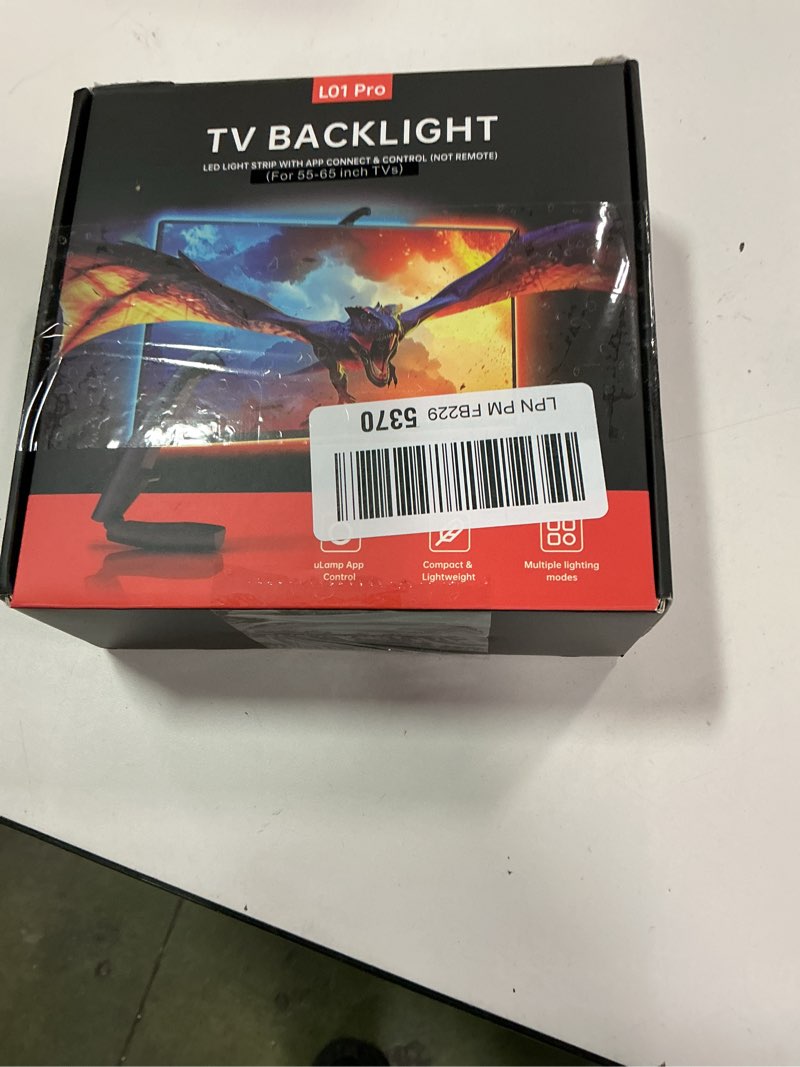 L01 Pro
TV BACKLIGHT
LED LIGHT STRIP WITH APP CONNECT & CONTROL (NOT REMOTE)
(For 55-65 inch TVs)
LPN PM FB229 5370
uLamp App
Control
Compact &
Lightweight
Multiple lighting
modes